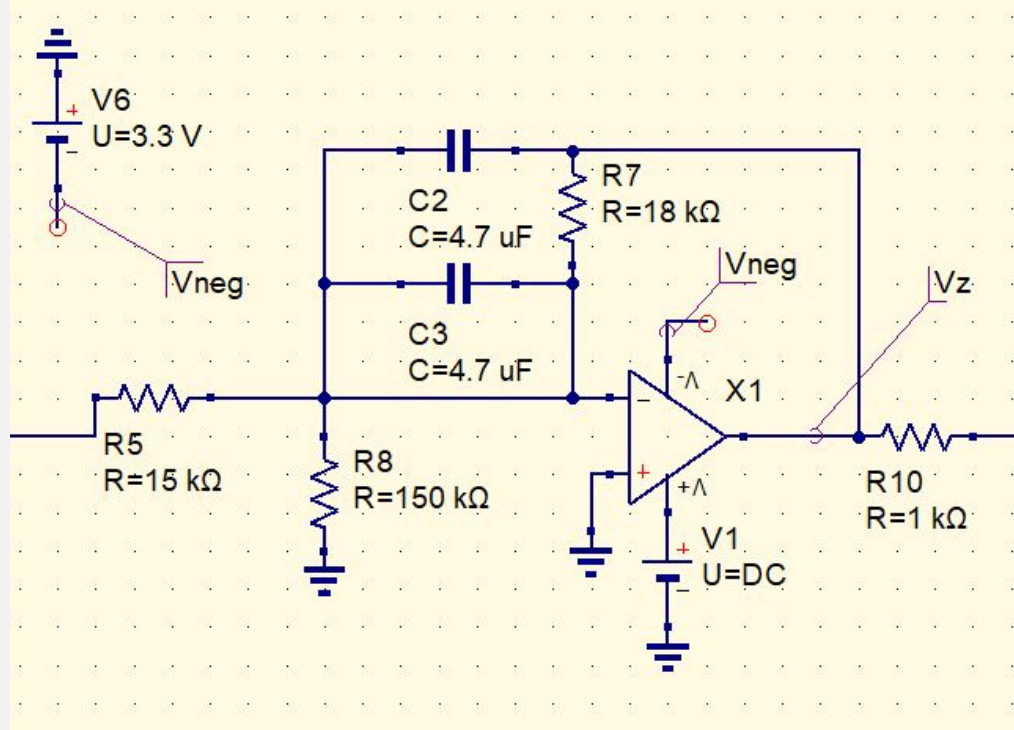 V6
U=3.3 V
Vneg
C2
C=4.7 uF
R7
R=18 kΩ
C3
C=4.7 uF
Vneg
Vz
R5
R=15 kΩ
R8
R=150 kΩ
X1
V-
V+
V1
U=DC
R10
R=1 kΩ